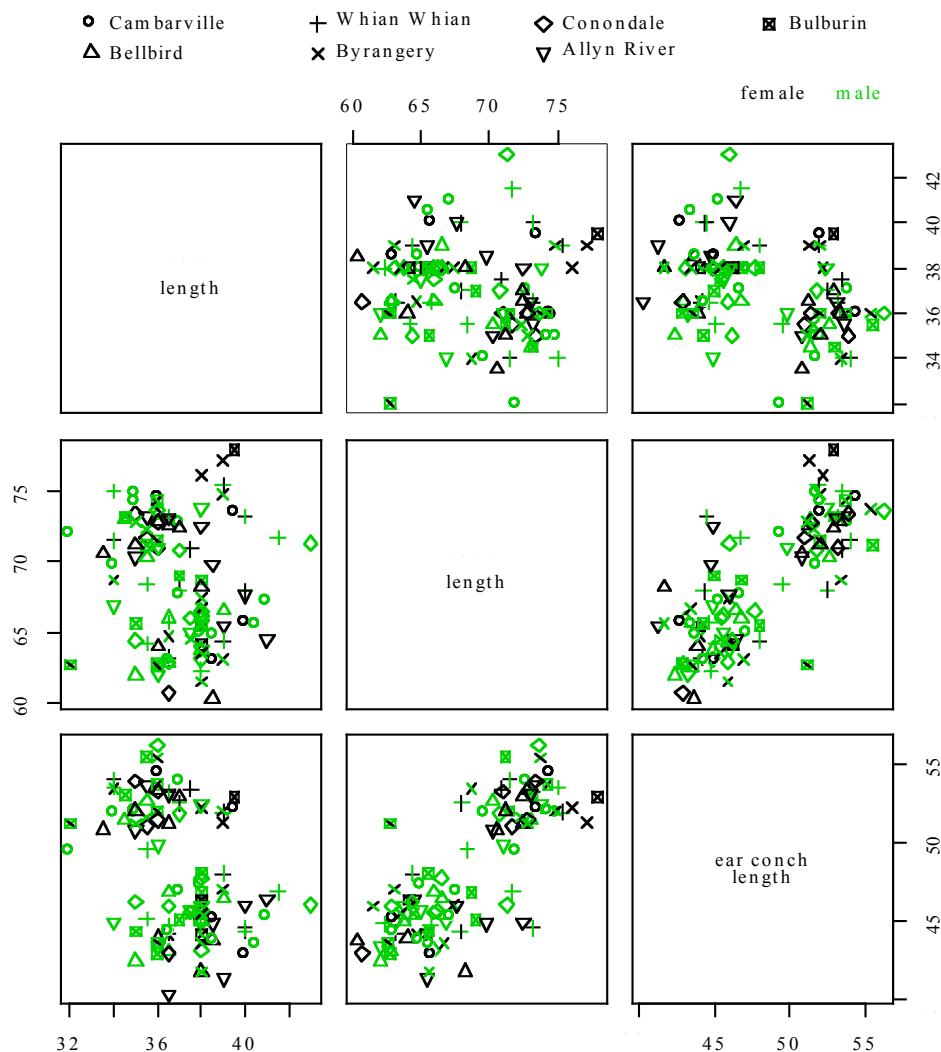 Cambarville Whian Whian Conondale Bulburin
Bellbird Byrangery Allyn River
female male
60 65 70 75
length
34 36 38 40 42
60 65 70 75
length
ear conch
length
45 50 55
32 36 40
45 50 55